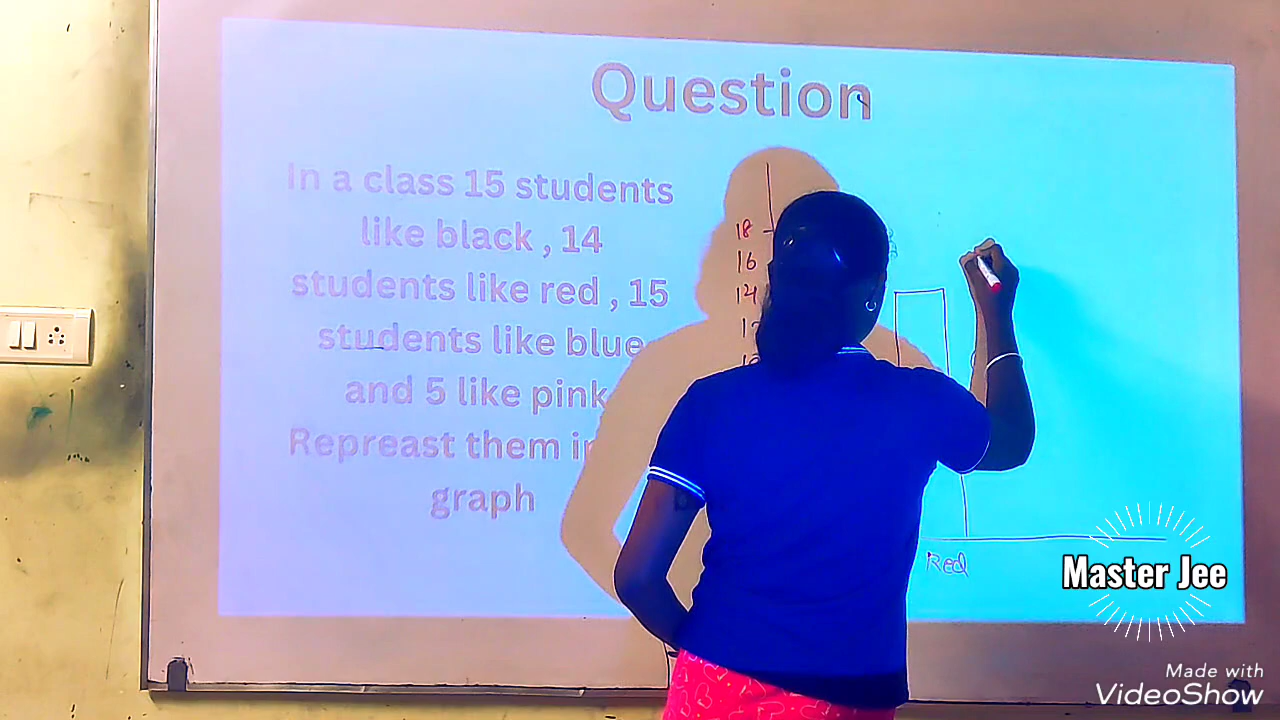 Question
In a class 15 students
like black , 14
students like red , 15
students like blue
and 5 like pink
Repreast them in
graph
18
16
14
Red
Master Jee
Made with
VideoShow